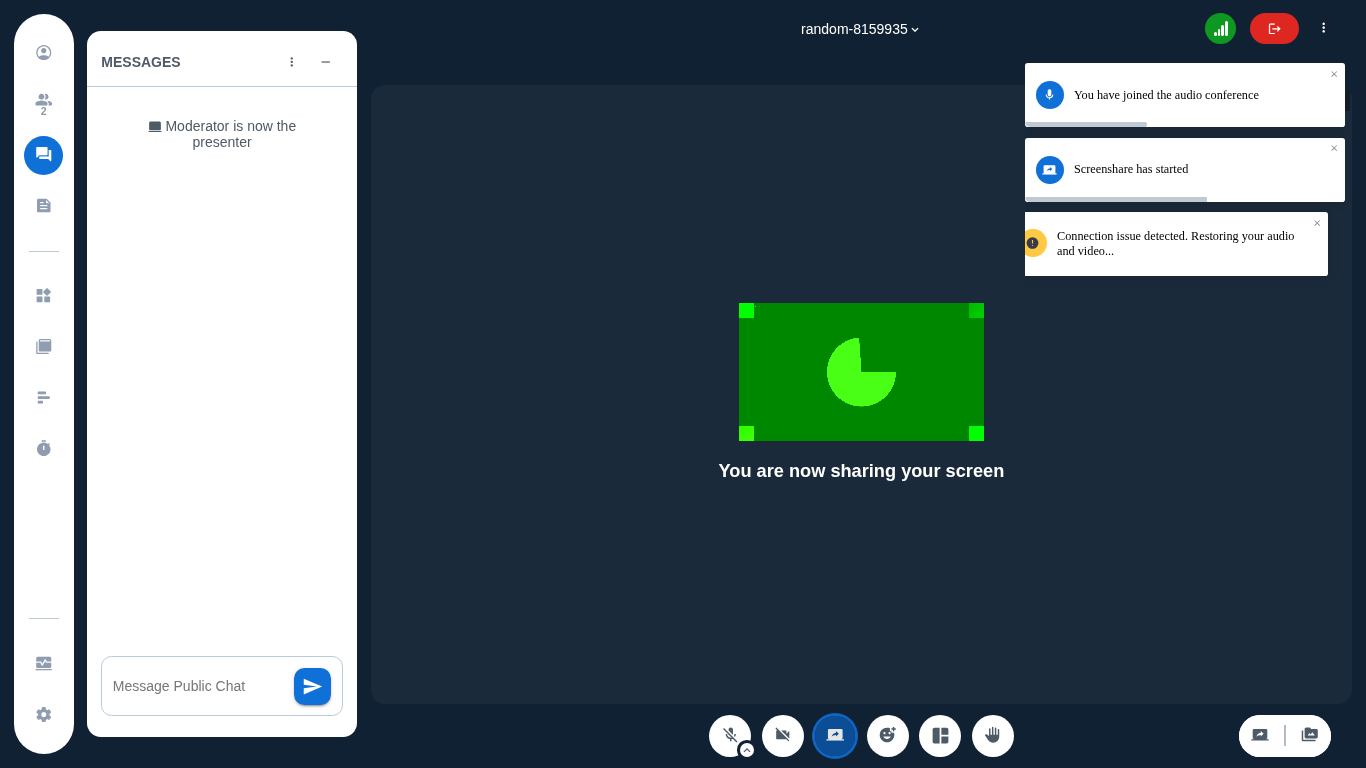 random-8159935
MESSAGES
2
Moderator is now the
presenter
You have joined the audio conference
Screenshare has started
Connection issue detected. Restoring your audio
and video...
You are now sharing your screen
Message Public Chat